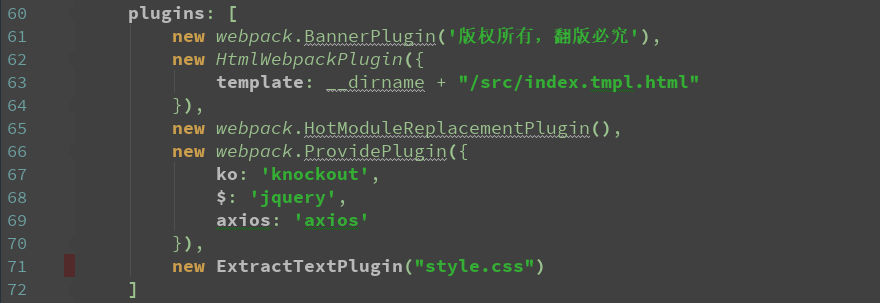 60 plugins: [
61 new webpack.BannerPlugin('版权所有，翻版必究'),
62 new HtmlWebpackPlugin({
63 template: __dirname + "/src/index.tmpl.html"
64 }),
65 new webpack.HotModuleReplacementPlugin(),
66 new webpack.ProvidePlugin({
67 ko: 'knockout',
68 $: 'jquery',
69 axios: 'axios'
70 }),
71 new ExtractTextPlugin("style.css")
72 ]